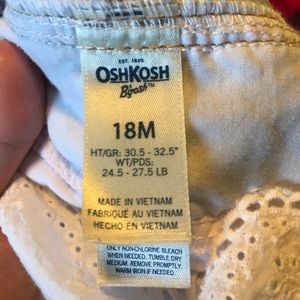 EST. 1895
OSHKOSH
B'gosh™
18M
HT/GR: 30.5 - 32.5"
WT/PDS:
24.5 - 27.5 LB
MADE IN VIETNAM
FABRIQUÉ AU VIETNAM
HECHO EN VIETNAM
ONLY NON-CHLORINE BLEACH
WHEN NEEDED. TUMBLE DRY
MEDIUM. REMOVE PROMPTLY.
WARM IRON IF NEEDED.